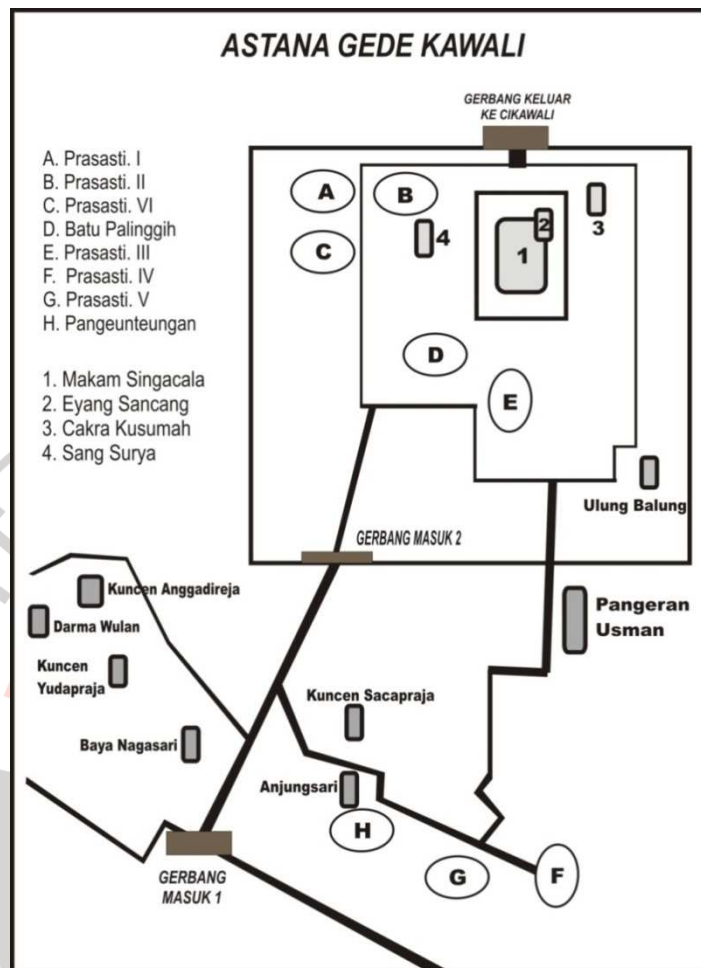 ASTANA GEDE KAWALI
GERBANG KELUAR
KE CIKAWALI
A. Prasasti. I
B. Prasasti. II
C. Prasasti. VI
D. Batu Palinggih
E. Prasasti. III
F. Prasasti. IV
G. Prasasti. V
H. Pangeunteungan
1. Makam Singacala
2. Eyang Sancang
3. Cakra Kusumah
4. Sang Surya
A
B
C
4
2
1
3
D
E
Ulung Balung
GERBANG MASUK 2
Kuncen Anggadireja
Darma Wulan
Kuncen
Yudapraja
Baya Nagasari
Pangeran
Usman
Kuncen Sacapraja
Anjungsari
H
G
F
GERBANG
MASUK 1